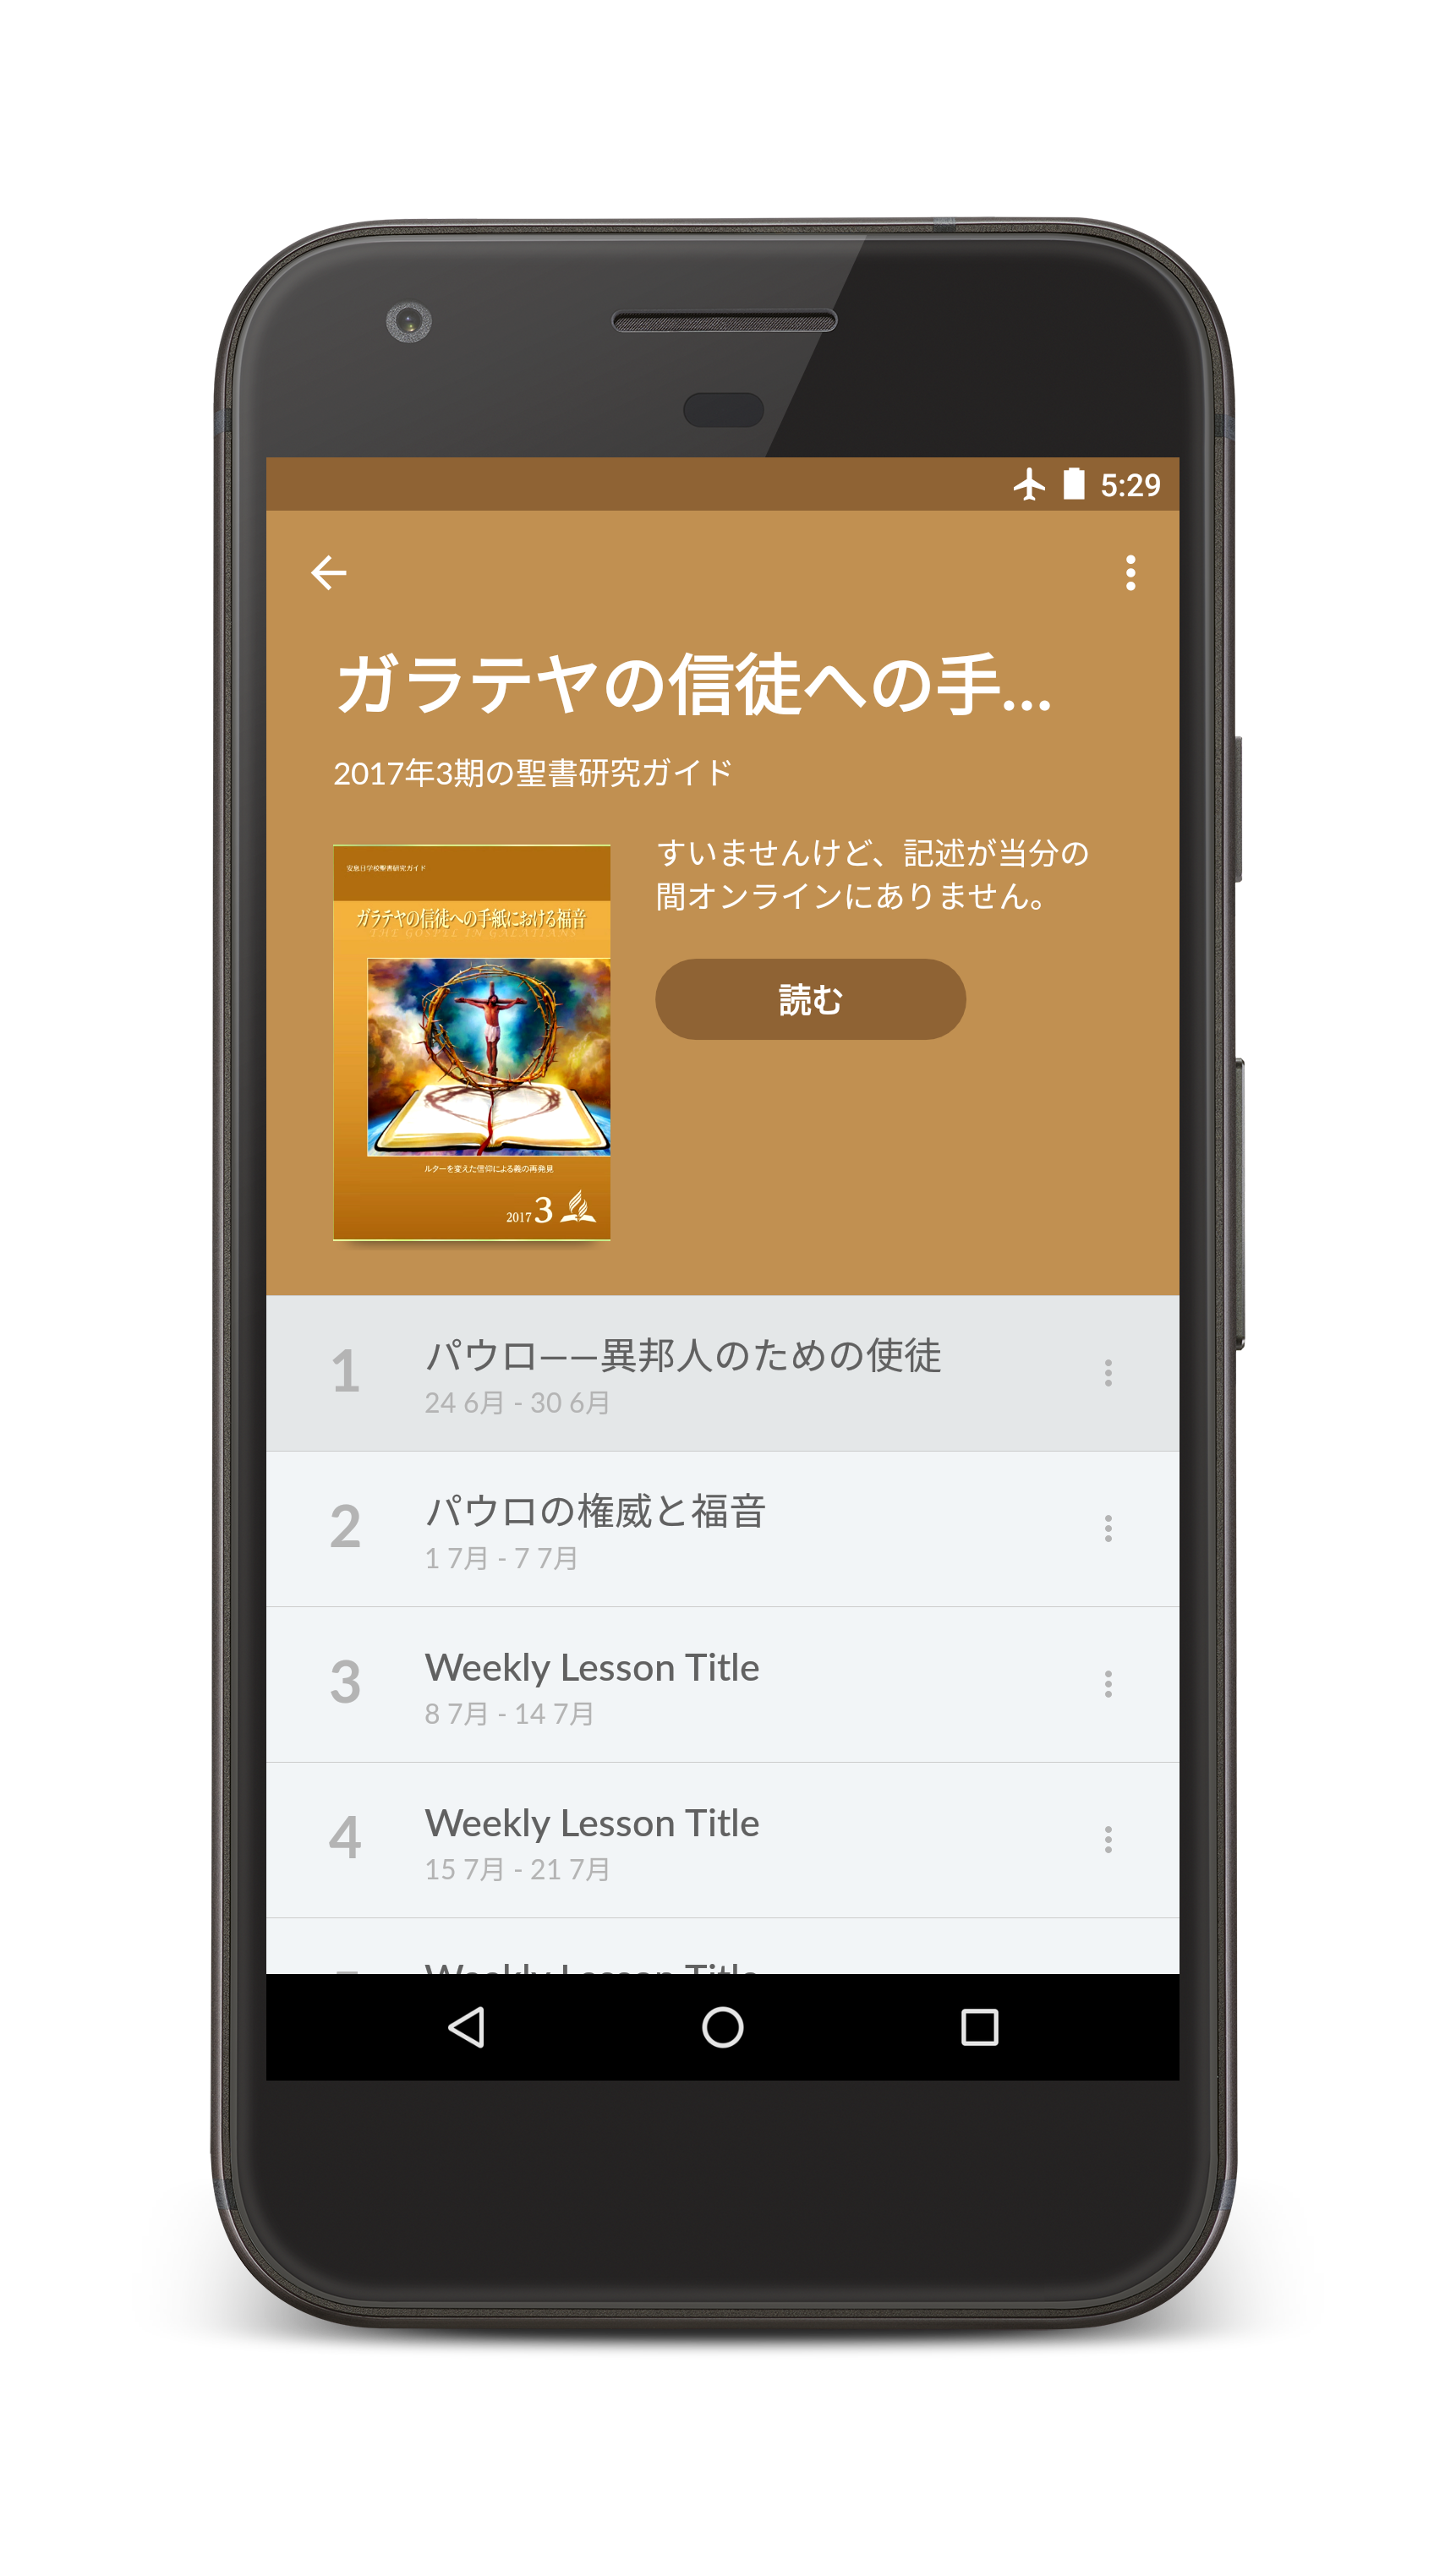 5:29
ガラテヤの信徒への手...
2017年3期の聖書研究ガイド
すいませんけど、記述が当分の
間オンラインにありません。
読む
安息日学校聖書研究ガイド
ガラテヤの信徒への手紙における福音
THE GOSPEL IN GALATIANS
ルターを変えた信仰による義の再発見
2017 3
1
パウロ——異邦人のための使徒
24 6月 - 30 6月
2
パウロの権威と福音
1 7月 - 7 7月
3
Weekly Lesson Title
8 7月 - 14 7月
4
Weekly Lesson Title
15 7月 - 21 7月
Weekly Lesson Title